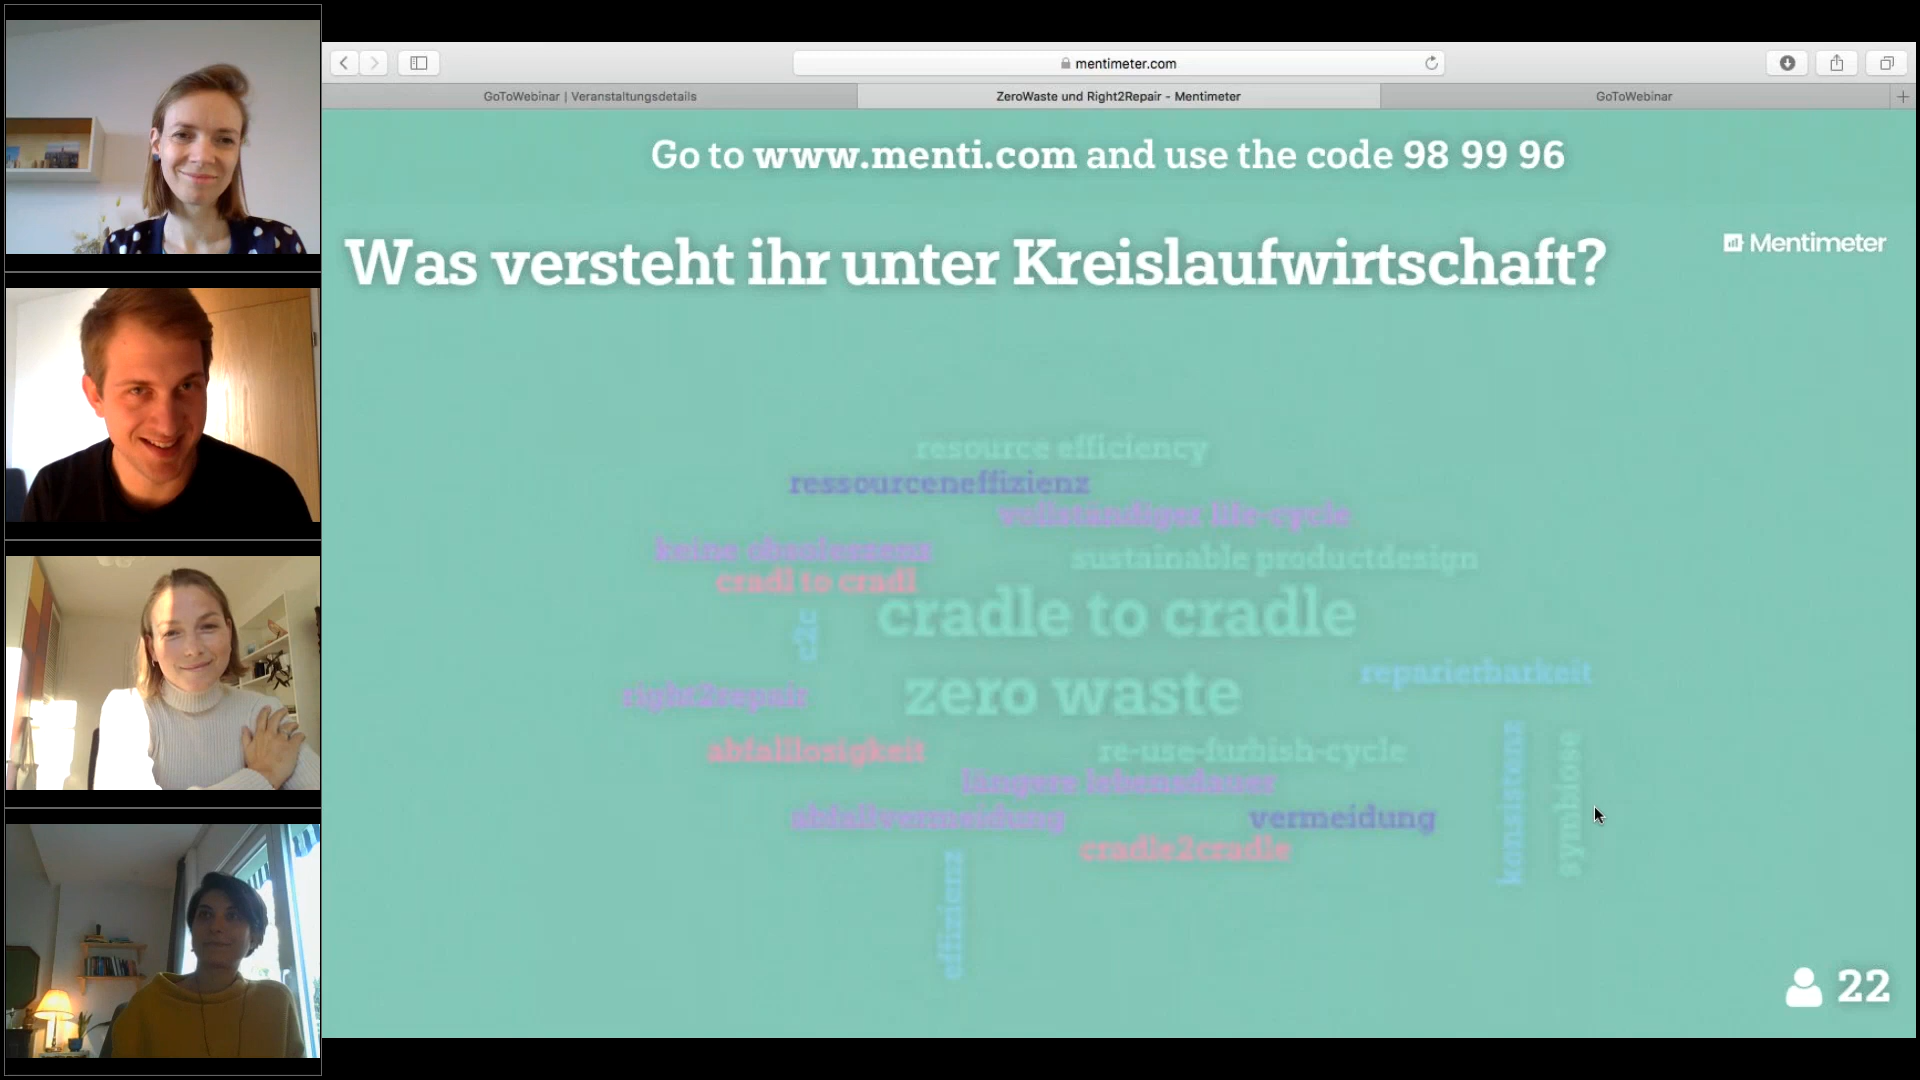 mentimeter.com
GoToWebinar | Veranstaltungsdetails
ZeroWaste und Right2Repair - Mentimeter
GoToWebinar
Go to www.menti.com and use the code 98 99 96
Was versteht ihr unter Kreislaufwirtschaft?
Mentimeter
resource efficiency
ressourceneffizienz
vollständiger life-cycle
keine obsoleszenz
sustainable productdesign
cradl to cradl
cradle to cradle
c2c
reparierbarkeit
right2repair
zero waste
abfalllosigkeit
re-use-furbish-cycle
längere lebensdauer
abfallvermeidung
vermeidung
konsistenz
symbiose
cradle2cradle
effizienz
22